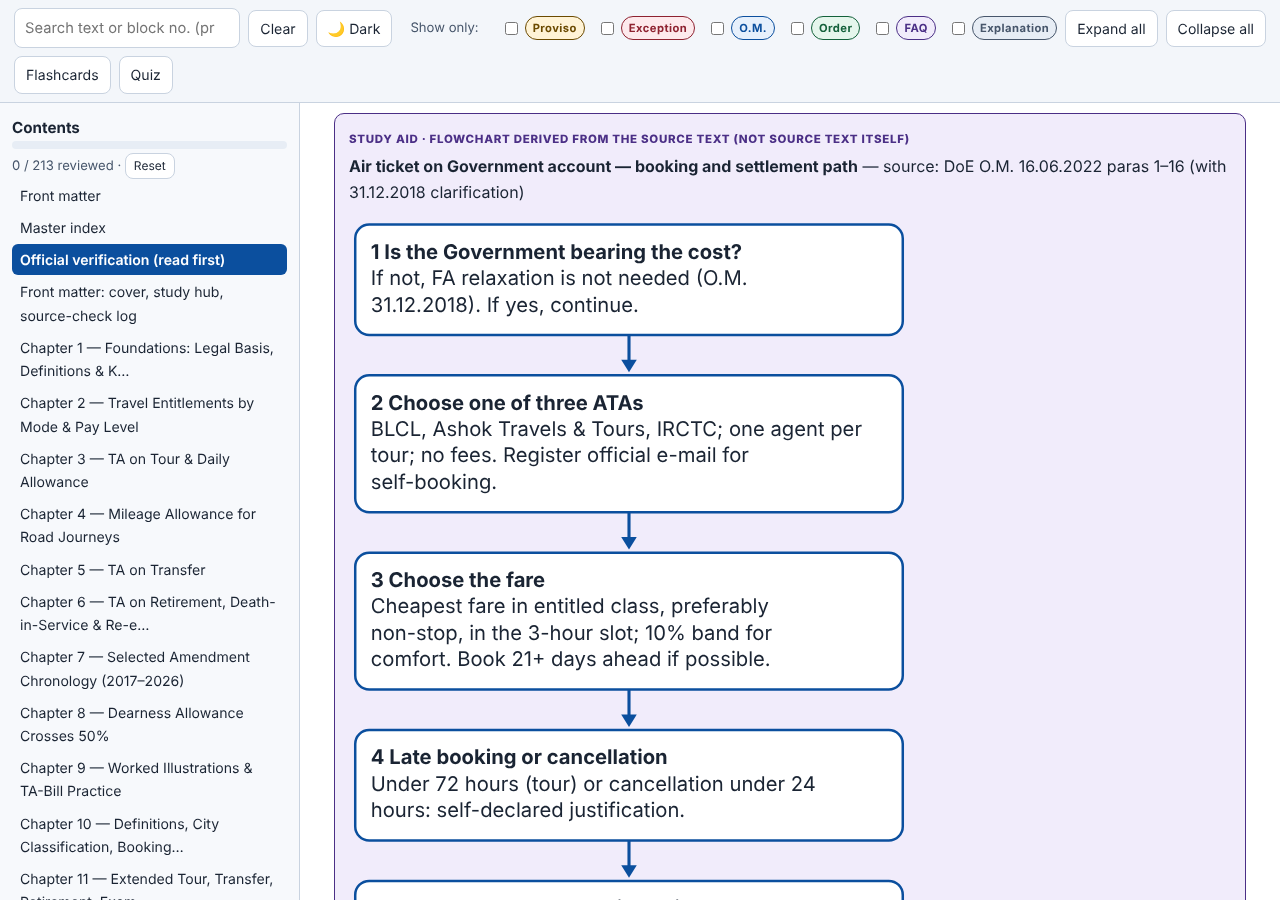 Search text or block no. (pr
Clear
🌙 Dark
Show only:
Proviso
Exception
O.M.
Order
FAQ
Explanation
Expand all
Collapse all
Flashcards
Quiz
Contents
0 / 213 reviewed · Reset
Front matter
Master index
Official verification (read first)
Front matter: cover, study hub,
source-check log
Chapter 1 — Foundations: Legal Basis,
Definitions & K...
Chapter 2 — Travel Entitlements by
Mode & Pay Level
Chapter 3 — TA on Tour & Daily
Allowance
Chapter 4 — Mileage Allowance for
Road Journeys
Chapter 5 — TA on Transfer
Chapter 6 — TA on Retirement, Death-
in-Service & Re-e...
Chapter 7 — Selected Amendment
Chronology (2017–2026)
Chapter 8 — Dearness Allowance
Crosses 50%
Chapter 9 — Worked Illustrations &
TA-Bill Practice
Chapter 10 — Definitions, City
Classification, Booking...
Chapter 11 — Extended Tour, Transfer,
STUDY AID · FLOWCHART DERIVED FROM THE SOURCE TEXT (NOT SOURCE TEXT ITSELF)
Air ticket on Government account — booking and settlement path — source: DoE O.M. 16.06.2022 paras 1–16 (with
31.12.2018 clarification)
1 Is the Government bearing the cost?
If not, FA relaxation is not needed (O.M.
31.12.2018). If yes, continue.
2 Choose one of three ATAs
BLCL, Ashok Travels & Tours, IRCTC; one agent per
tour; no fees. Register official e-mail for
self-booking.
3 Choose the fare
Cheapest fare in entitled class, preferably
non-stop, in the 3-hour slot; 10% band for
comfort. Book 21+ days ahead if possible.
4 Late booking or cancellation
Under 72 hours (tour) or cancellation under 24
hours: self-declared justification.